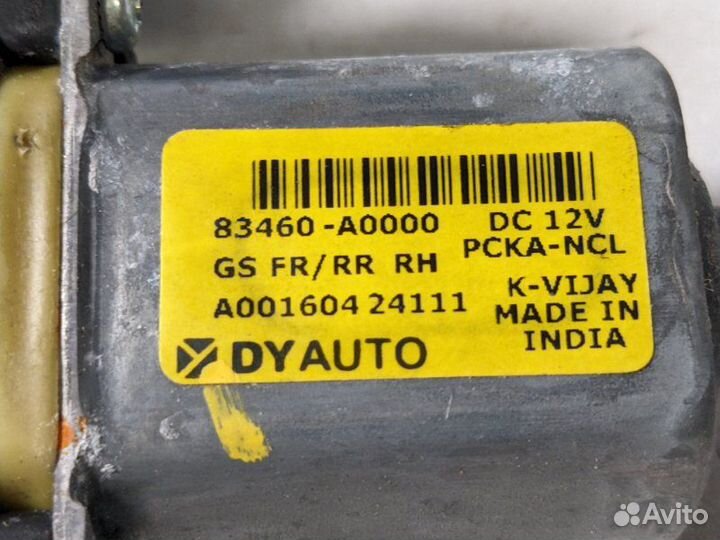 83460-A0000 DC 12V
GS FR/RR RH PCKA-NCL
A001604 24111 K-VIJAY
MADE IN
DYAUTO INDIA
Avito